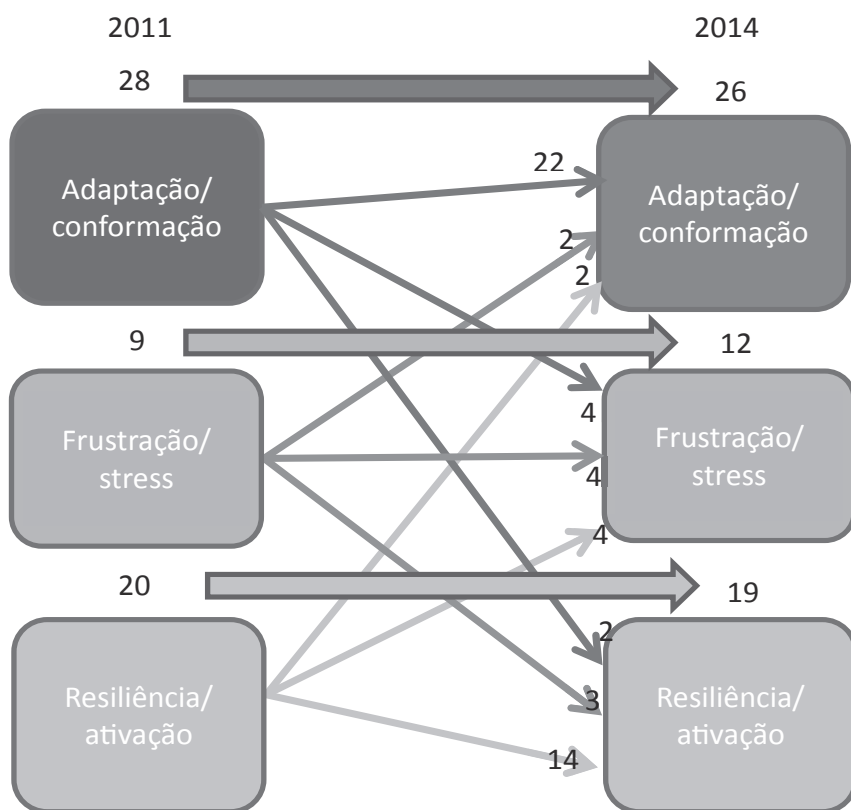 2011
2014
28
26
Adaptação/
conformação
22
Adaptação/
conformação
2
2
9
12
Frustração/
stress
4
Frustração/
stress
4
4
20
19
Resiliência/
ativação
2
Resiliência/
ativação
3
14